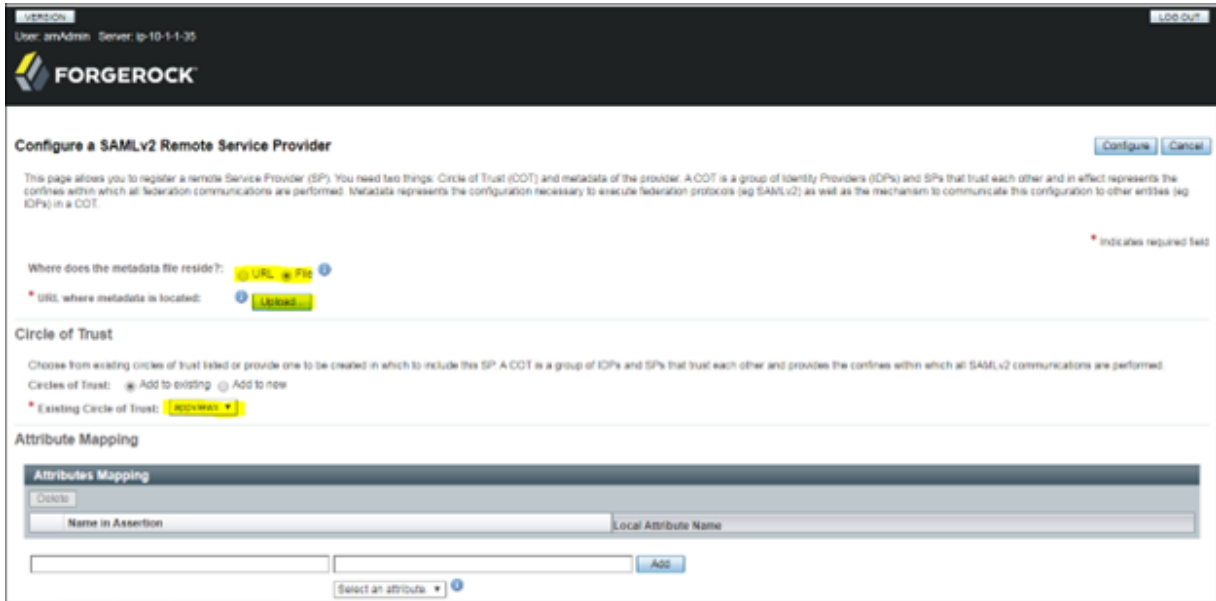 VERSION
LOG OUT
User: amAdmin Server: ip-10-1-1-35
FORGEROCK
Configure a SAMLv2 Remote Service Provider
Configure Cancel
This page allows you to register a remote Service Provider (SP). You need two things: Circle of Trust (COT) and metadata of the provider. A COT is a group of Identity Providers (IDPs) and SPs that trust each other and in effect represents the
confines within which all federation communications are performed. Metadata represents the configuration necessary to execute federation protocols (eg SAMLv2) as well as the mechanism to communicate this configuration to other entities (eg
IDPs) in a COT.
* Indicates required field
Where does the metadata file reside?: URL File
* URL where metadata is located: Upload...
Circle of Trust
Choose from existing circles of trust listed or provide one to be created in which to include this SP. A COT is a group of IDPs and SPs that trust each other and provides the confines within which all SAMLv2 communications are performed.
Circles of Trust: Add to existing Add to new
* Existing Circle of Trust: appviewx
Attribute Mapping
Attributes Mapping
Delete
Name in Assertion Local Attribute Name
Add
Select an attribute.